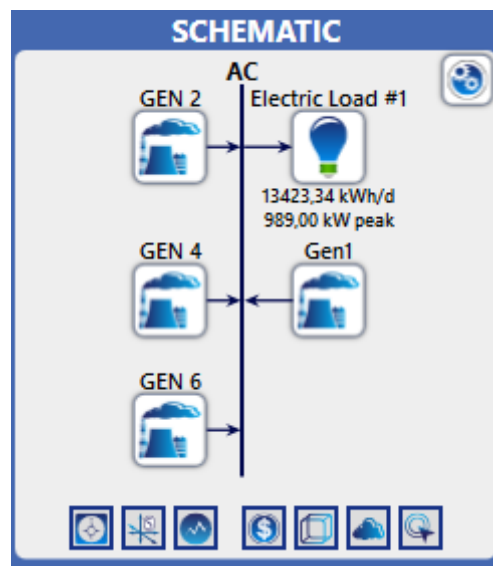 SCHEMATIC
AC
GEN 2
Electric Load #1
13423,34 kWh/d
989,00 kW peak
GEN 4
Gen1
GEN 6